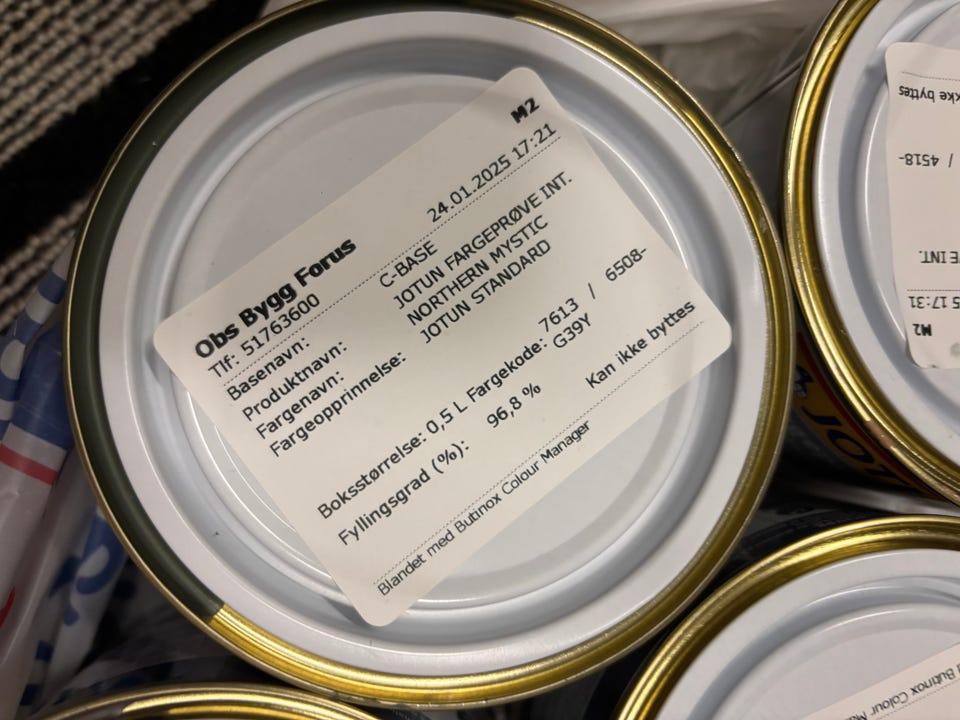 M2
Obs Bygg Forus
Tlf: 51763600 24.01.2025 17:21
Basenavn: C-BASE
Produktnavn: JOTUN FARGEPRØVE INT.
Fargenavn: NORTHERN MYSTIC
Fargeopprinnelse: JOTUN STANDARD
Boksstørrelse: 0,5 L Fargekode: 7613 / 6508-
G39Y
Fyllingsgrad (%): 96,8 %
Kan ikke byttes
Blandet med Butinox Colour Manager
M2
17:31
INT.
/ 4518-
byttes
Butinox Colour